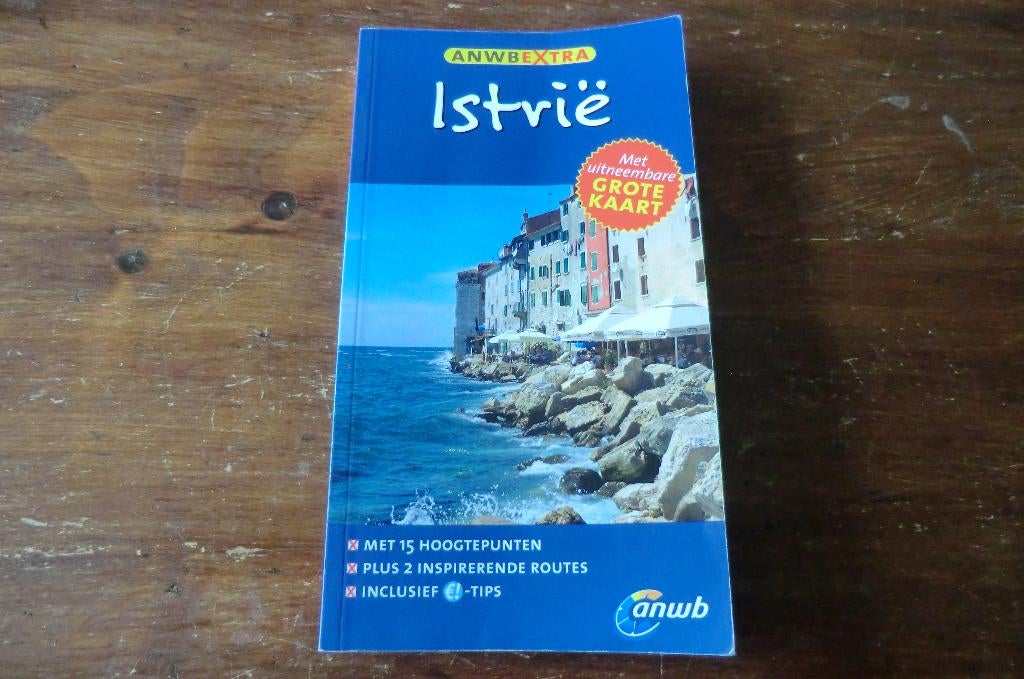 ANWBEXTRA
Istrië
Met
uitneembare
GROTE
KAART
MET 15 HOOGTEPUNTEN
PLUS 2 INSPIRERENDE ROUTES
INCLUSIEF €!-TIPS
anwb